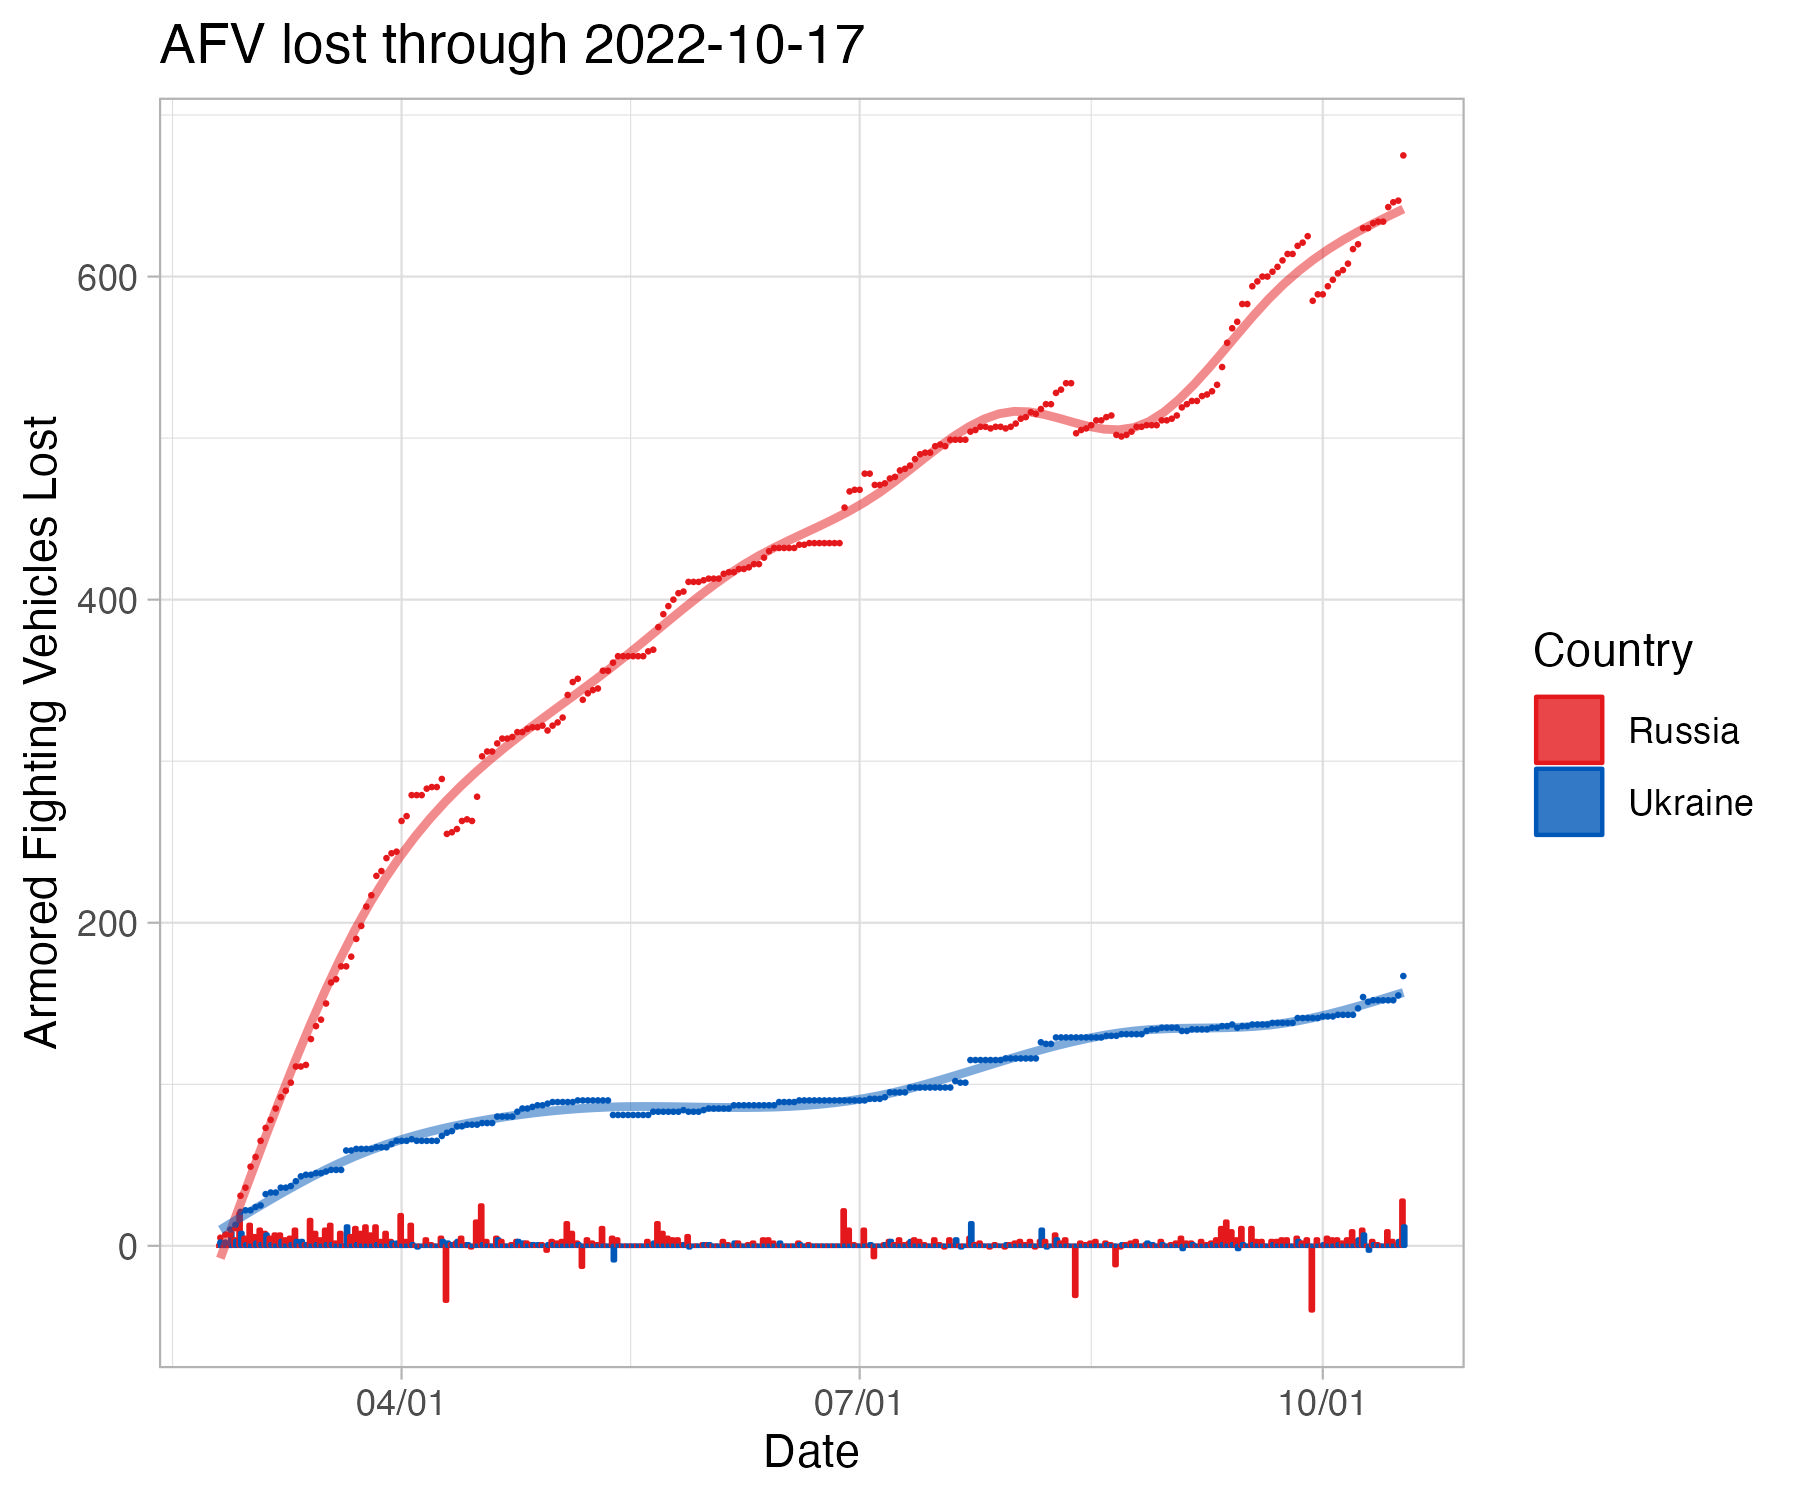 AFV lost through 2022-10-17
Armored Fighting Vehicles Lost
600
400
200
0
04/01
07/01
10/01
Date
Country
Russia
Ukraine